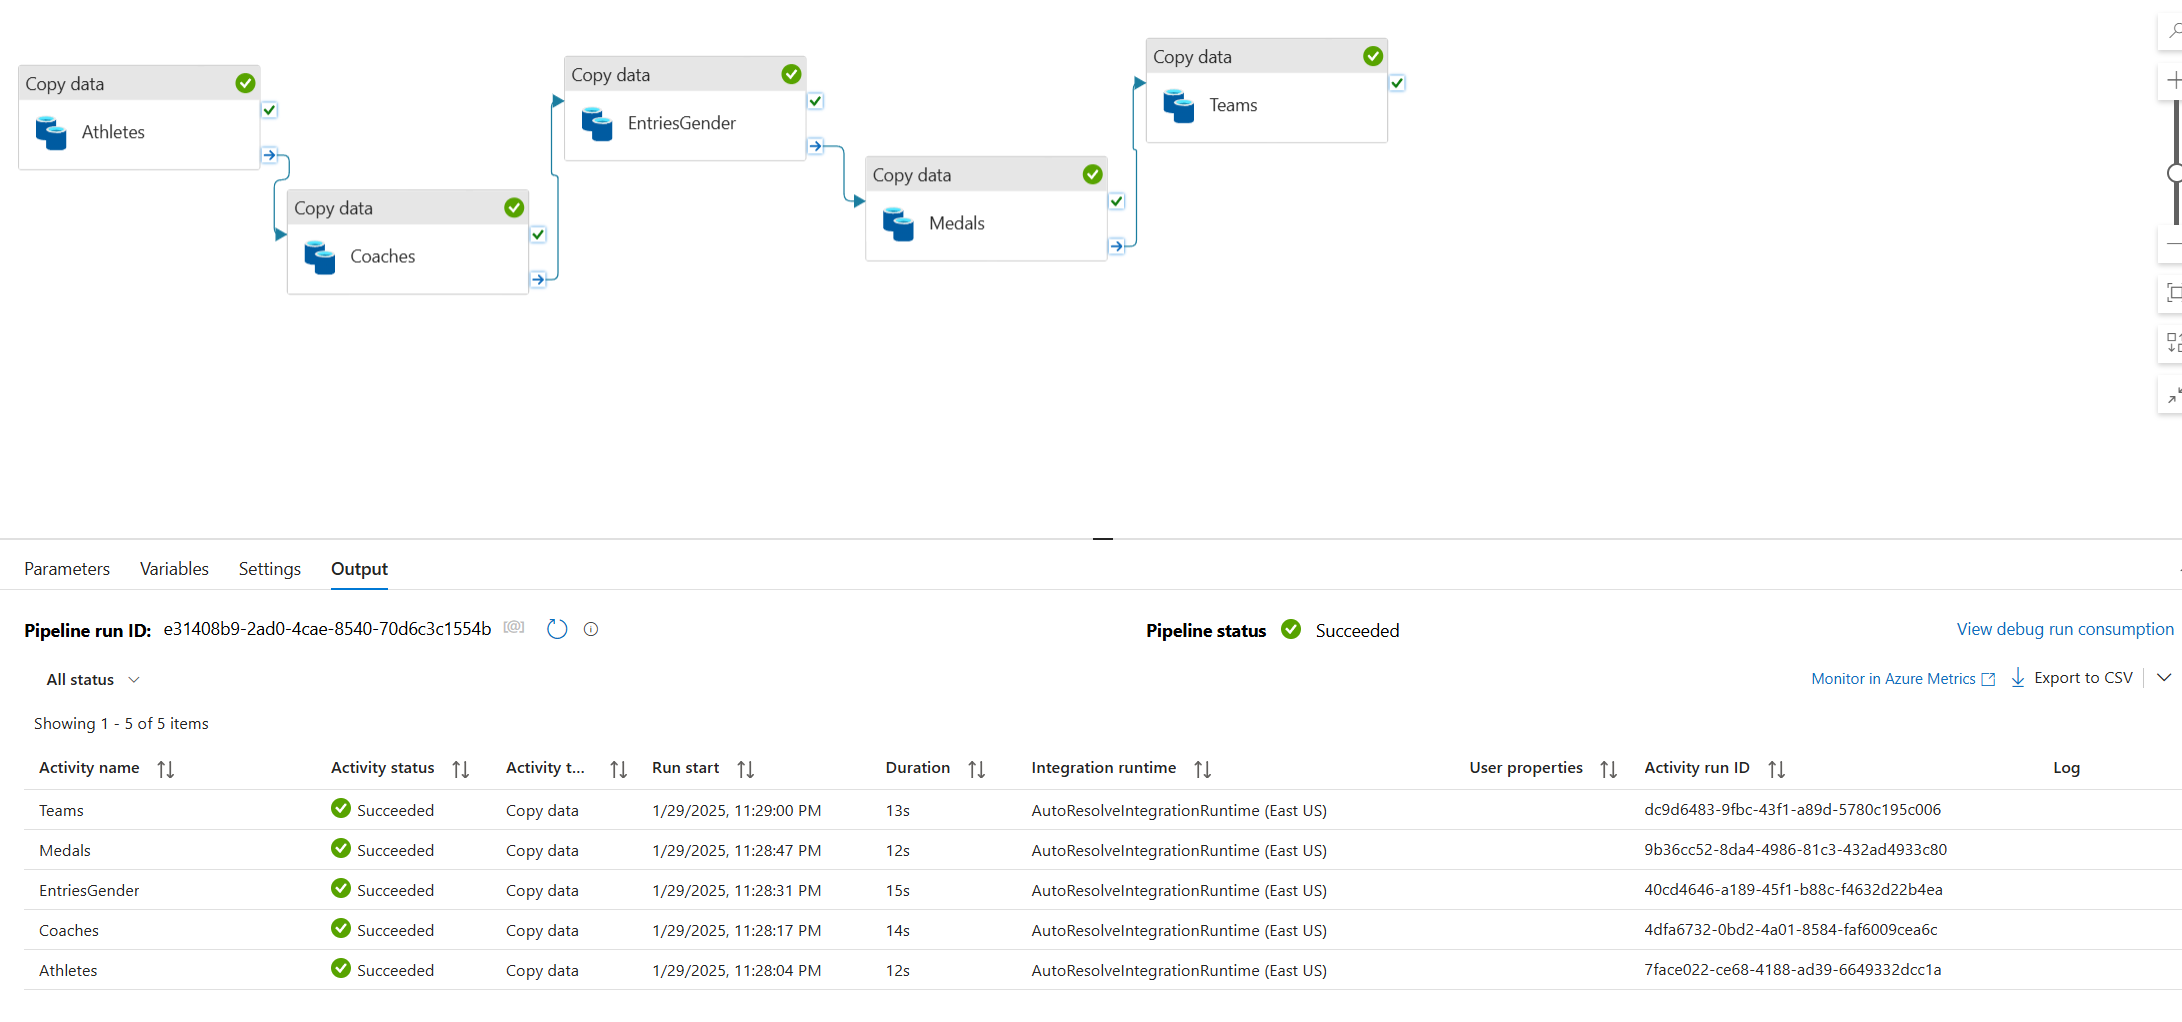 Copy data
Athletes
Copy data
Coaches
Copy data
EntriesGender
Copy data
Medals
Copy data
Teams
Parameters Variables Settings Output
Pipeline run ID: e31408b9-2ad0-4cae-8540-70d6c3c1554b [@] Pipeline status Succeeded View debug run consumption
All status Monitor in Azure Metrics Export to CSV
Showing 1 - 5 of 5 items
Activity name Activity status Activity t... Run start Duration Integration runtime User properties Activity run ID Log
Teams Succeeded Copy data 1/29/2025, 11:29:00 PM 13s AutoResolveIntegrationRuntime (East US) dc9d6483-9fbc-43f1-a89d-5780c195c006
Medals Succeeded Copy data 1/29/2025, 11:28:47 PM 12s AutoResolveIntegrationRuntime (East US) 9b36cc52-8da4-4986-81c3-432ad4933c80
EntriesGender Succeeded Copy data 1/29/2025, 11:28:31 PM 15s AutoResolveIntegrationRuntime (East US) 40cd4646-a189-45f1-b88c-f4632d22b4ea
Coaches Succeeded Copy data 1/29/2025, 11:28:17 PM 14s AutoResolveIntegrationRuntime (East US) 4dfa6732-0bd2-4a01-8584-faf6009cea6c
Athletes Succeeded Copy data 1/29/2025, 11:28:04 PM 12s AutoResolveIntegrationRuntime (East US) 7face022-ce68-4188-ad39-6649332dcc1a